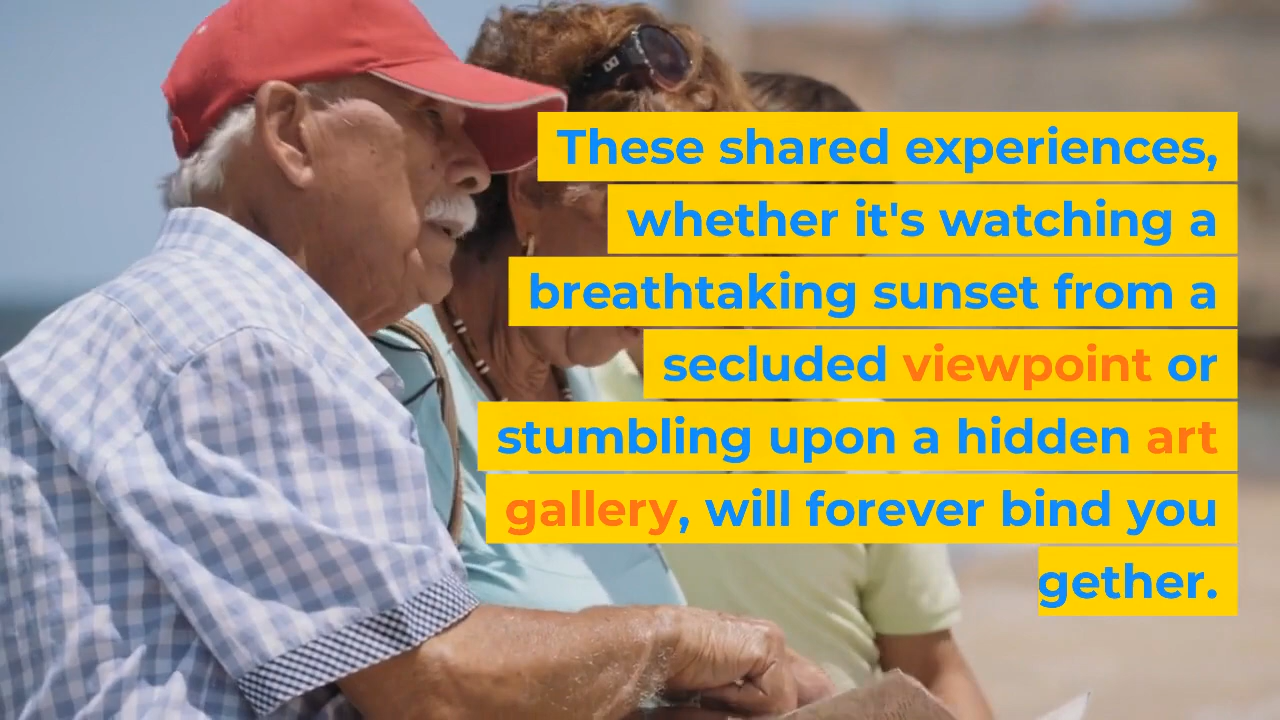 These shared experiences,
whether it's watching a
breathtaking sunset from a
secluded viewpoint or
stumbling upon a hidden art
gallery, will forever bind you
gether.